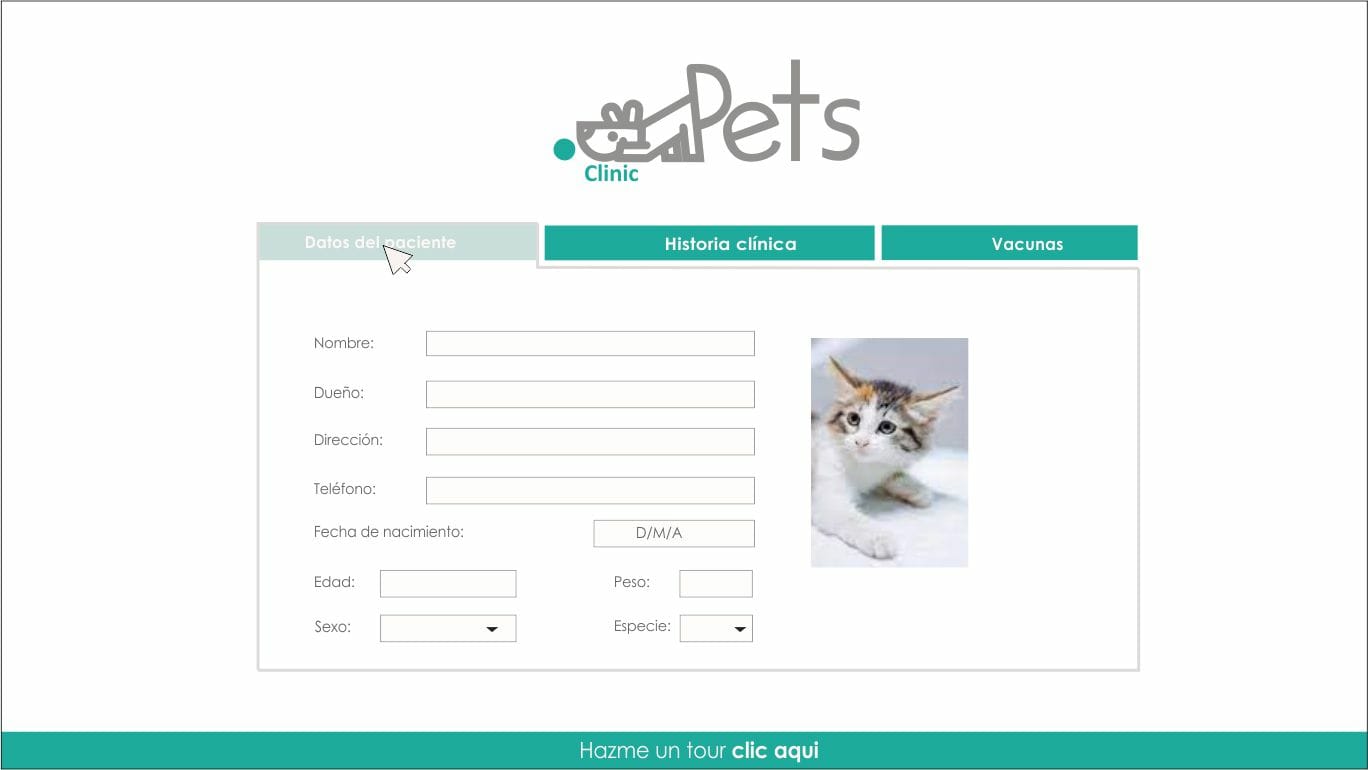 Pets
Clinic
Datos del paciente
Historia clínica
Vacunas
Nombre:
Dueño:
Dirección:
Teléfono:
Fecha de nacimiento: D/M/A
Edad: Peso:
Sexo: Especie:
Hazme un tour clic aqui